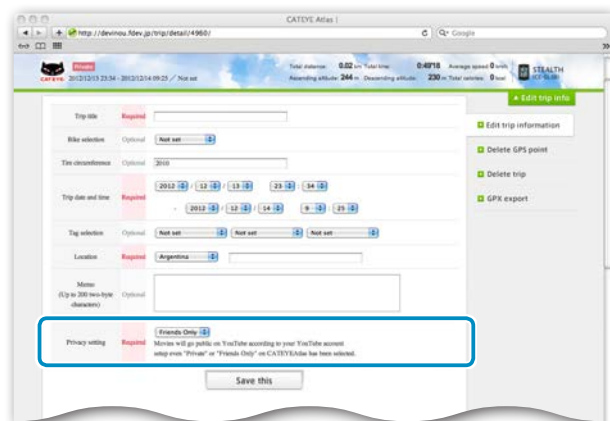 CATEYE Atlas |
http://devinou.fdev.jp/trip/detail/4960/
Google
Private
CATEYE
2012/12/13 23:34 - 2012/12/14 09:25 / Not set
Total distance: 0.02 km Total time: 0:49'18 Average speed 0 km/h
Ascending altitude: 244 m Descending altitude: 230 m Total calories: 0 kcal
STEALTH
Edit trip info
Trip title Required
Edit trip information
Bike selection Optional Not set
Delete GPS point
Tire circumference Optional 2010
Delete trip
Trip date and time Required 2012 / 12 / 13 23 : 34
- 2012 / 12 / 14 9 : 25
GPX export
Tag selection Optional Not set Not set Not set
Location Required Argentina
Memo
(Up to 200 two-byte
characters)
Optional
Privacy setting Required Friends Only
Movies will go public on YouTube according to your YouTube account
setup even "Private" or "Friends Only" on CATEYEAtlas has been selected.
Save this